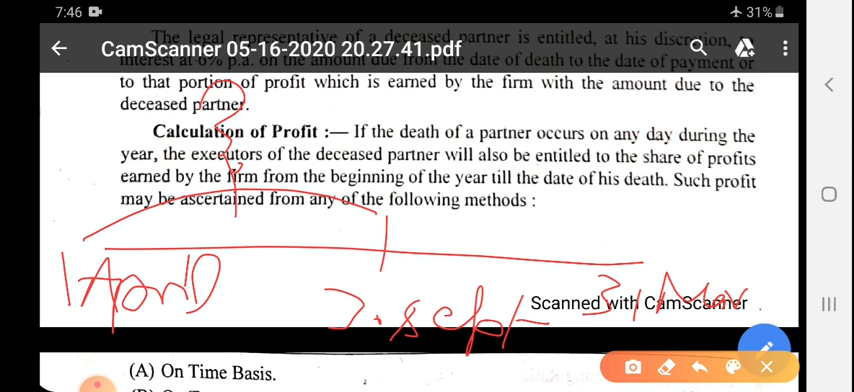 7:46 31%
The legal representative of a deceased partner is entitled, at his discretion,
CamScanner 05-16-2020 20.27.41.pdf
interest at 6% p.a. on the amount due from the date of death to the date of payment or
to that portion of profit which is earned by the firm with the amount due to the
deceased partner.
Calculation of Profit :— If the death of a partner occurs on any day during the
year, the executors of the deceased partner will also be entitled to the share of profits
earned by the firm from the beginning of the year till the date of his death. Such profit
may be ascertained from any of the following methods :
1 April
Sept
31 Mar.
Scanned with CamScanner
(A) On Time Basis.